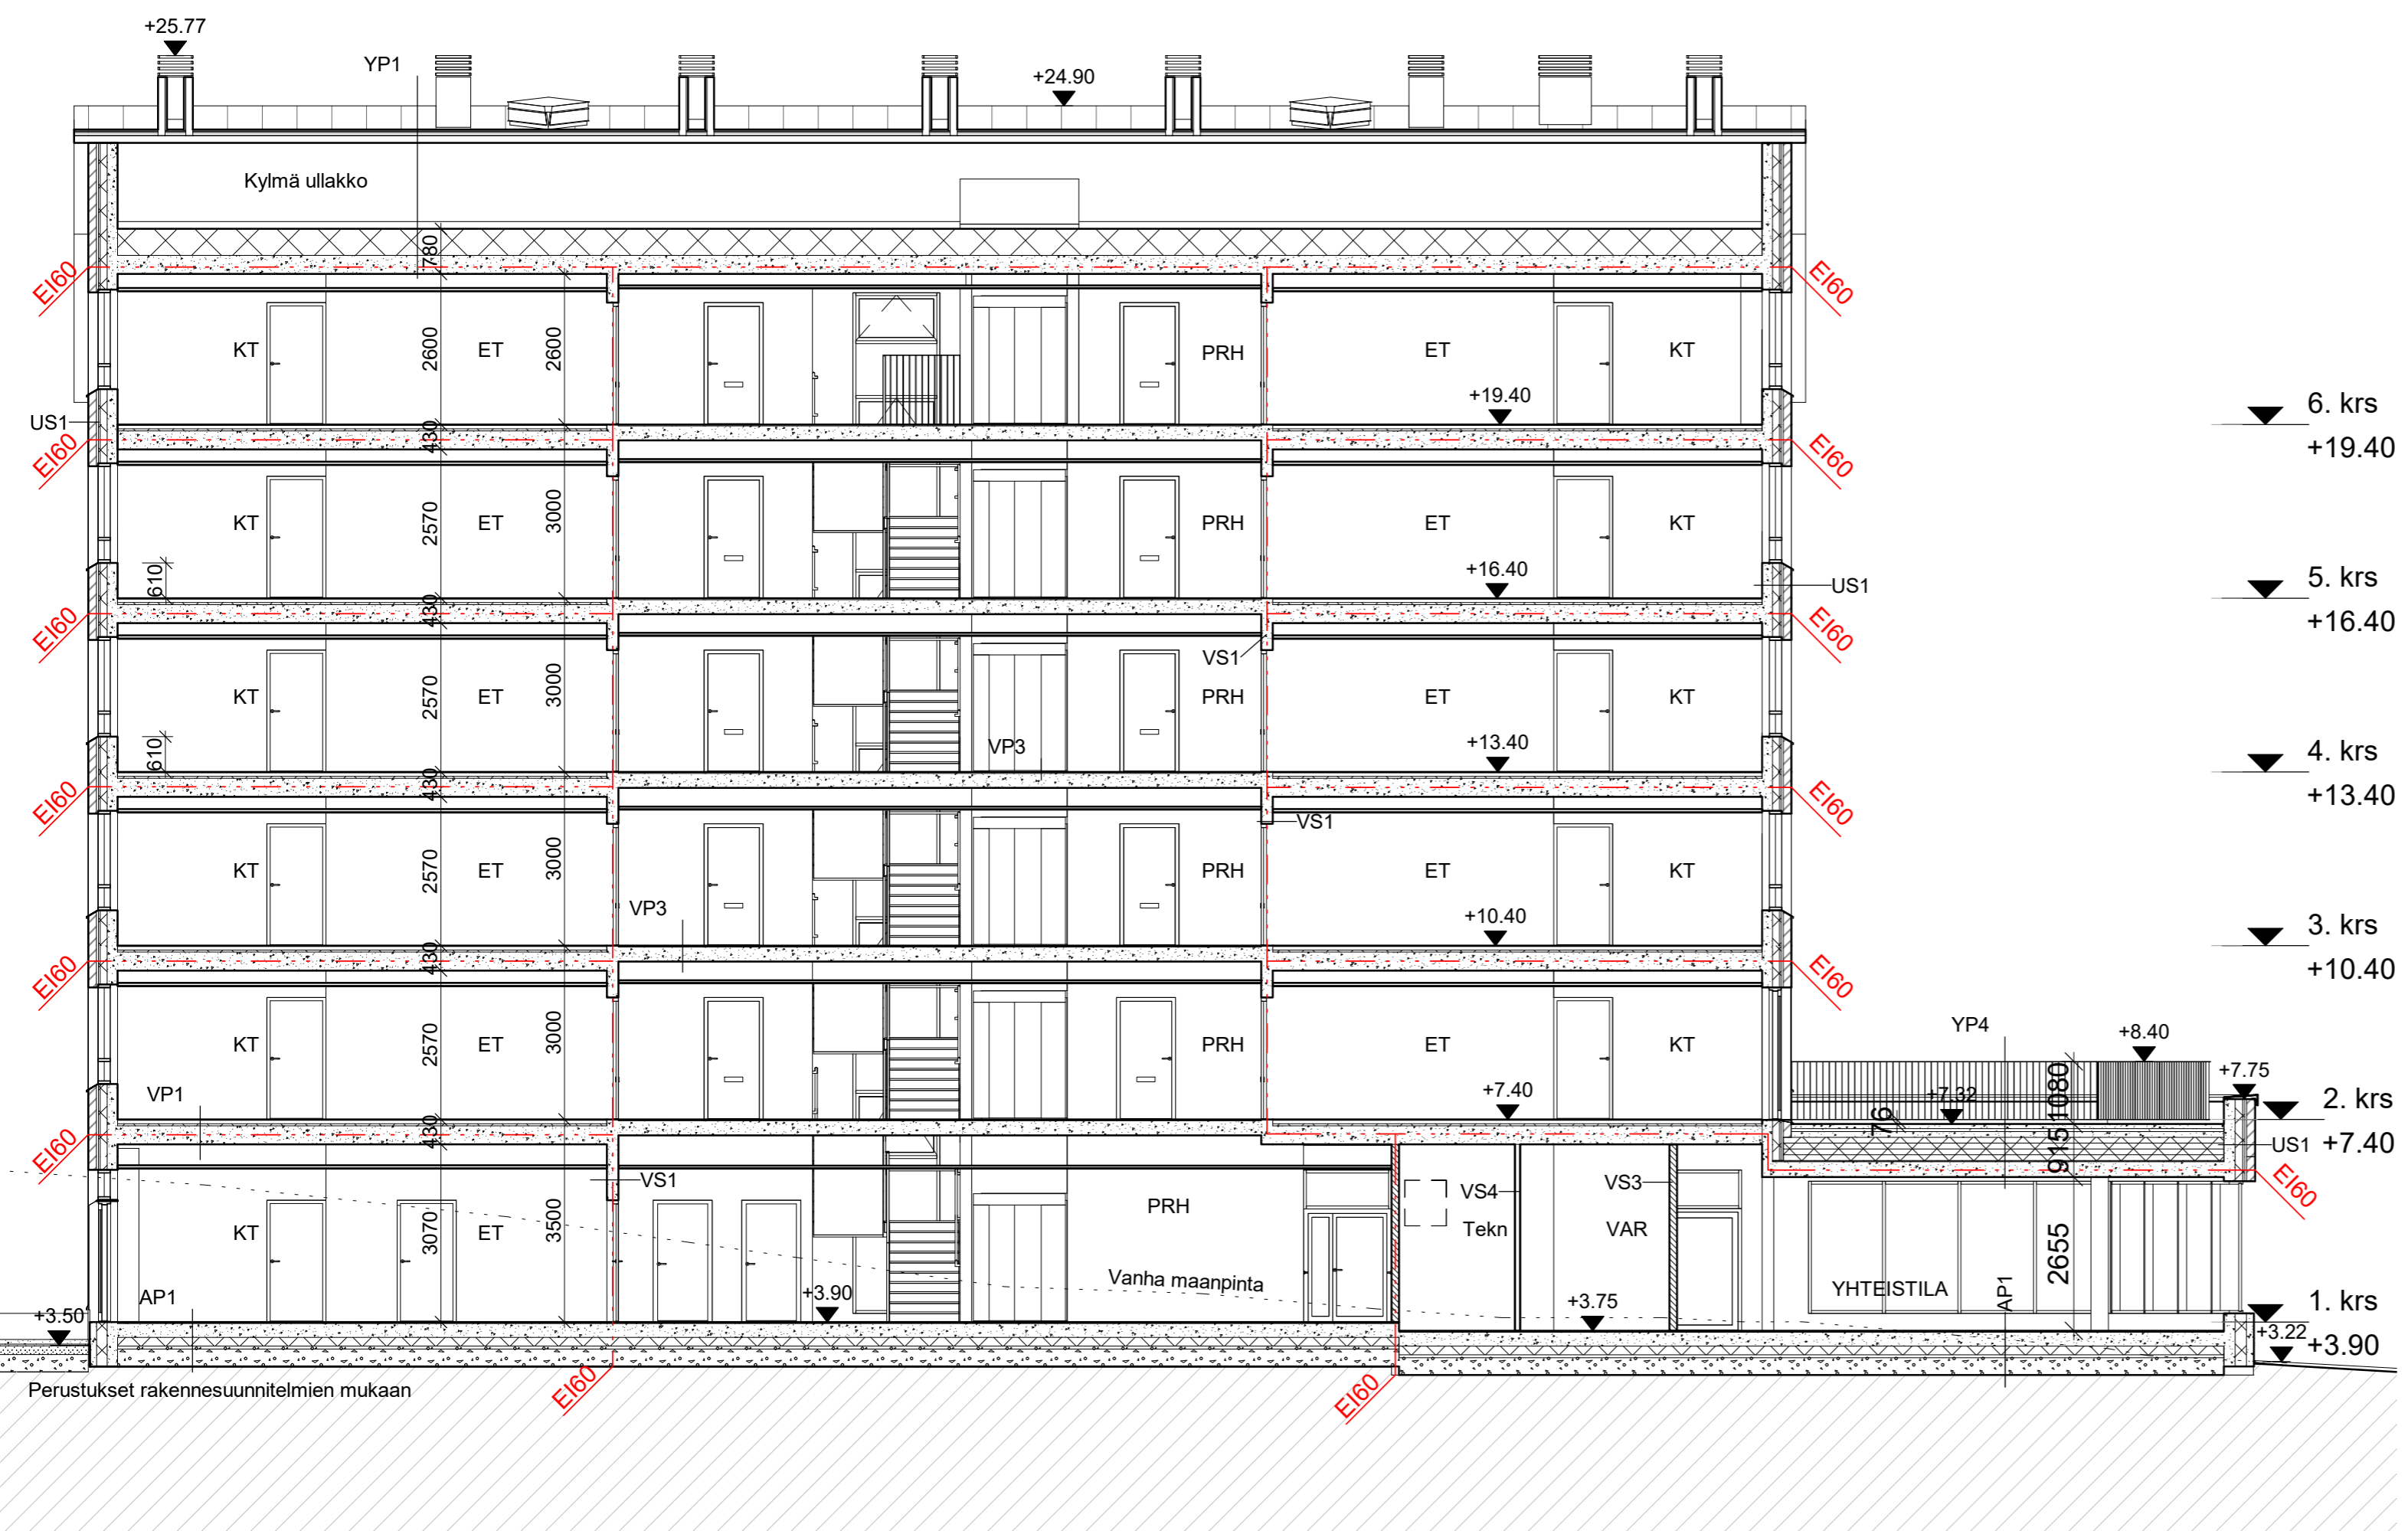 +25.77
YP1
+24.90
Kylmä ullakko
780
EI60
EI60
KT
2600
ET
2600
PRH
ET
KT
+19.40
6. krs
+19.40
US1
EI60
430
EI60
KT
2570
ET
3000
PRH
ET
KT
610
+16.40
5. krs
+16.40
US1
EI60
430
EI60
VS1
KT
2570
ET
3000
PRH
ET
KT
610
VP3
+13.40
4. krs
+13.40
EI60
430
EI60
VS1
KT
2570
ET
3000
PRH
ET
KT
VP3
+10.40
3. krs
+10.40
EI60
430
EI60
KT
2570
ET
3000
PRH
ET
KT
YP4
+8.40
1080
+7.75
VP1
+7.40
+7.32
76
2. krs
+7.40
EI60
430
915
US1
EI60
VS1
VS4
VS3
KT
3070
ET
3500
PRH
Tekn
VAR
2655
Vanha maanpinta
YHTEISTILA
AP1
AP1
+3.50
+3.90
+3.75
1. krs
+3.22
+3.90
Perustukset rakennesuunnitelmien mukaan
EI60
EI60